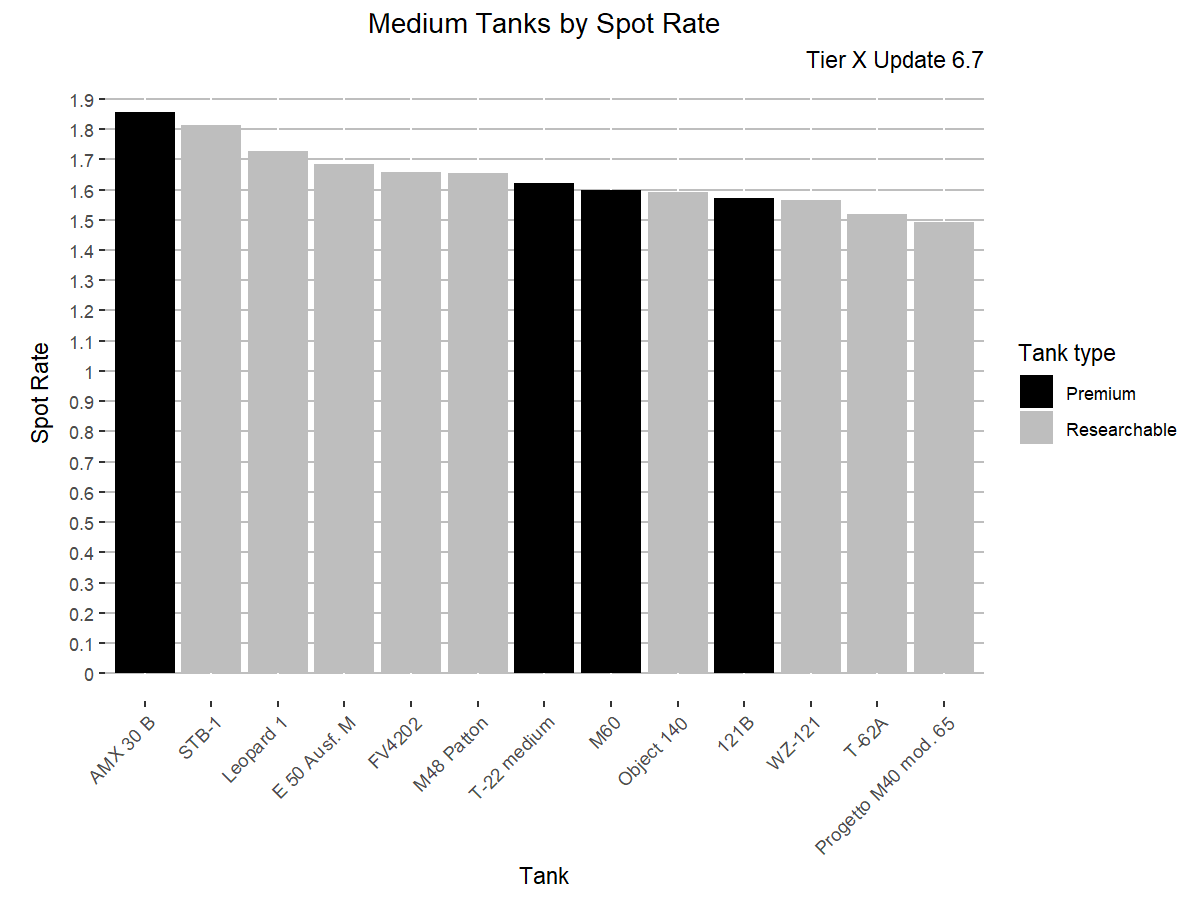 Medium Tanks by Spot Rate
Tier X Update 6.7
1.9
1.8
1.7
1.6
1.5
1.4
1.3
1.2
1.1
1
0.9
0.8
0.7
0.6
0.5
0.4
0.3
0.2
0.1
0
Spot Rate
AMX 30 B
STB-1
Leopard 1
E 50 Ausf. M
FV4202
M48 Patton
T-22 medium
M60
Object 140
121B
WZ-121
T-62A
Progetto M40 mod. 65
Tank
Tank type
Premium
Researchable